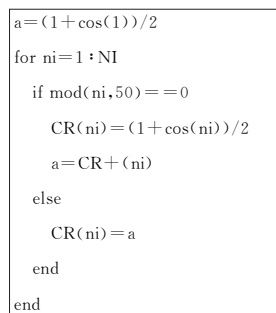 a=(1+cos(1))/2
for ni=1:NI
if mod(ni,50)==0
CR(ni)=(1+cos(ni))/2
a=CR+(ni)
else
CR(ni)=a
end
end